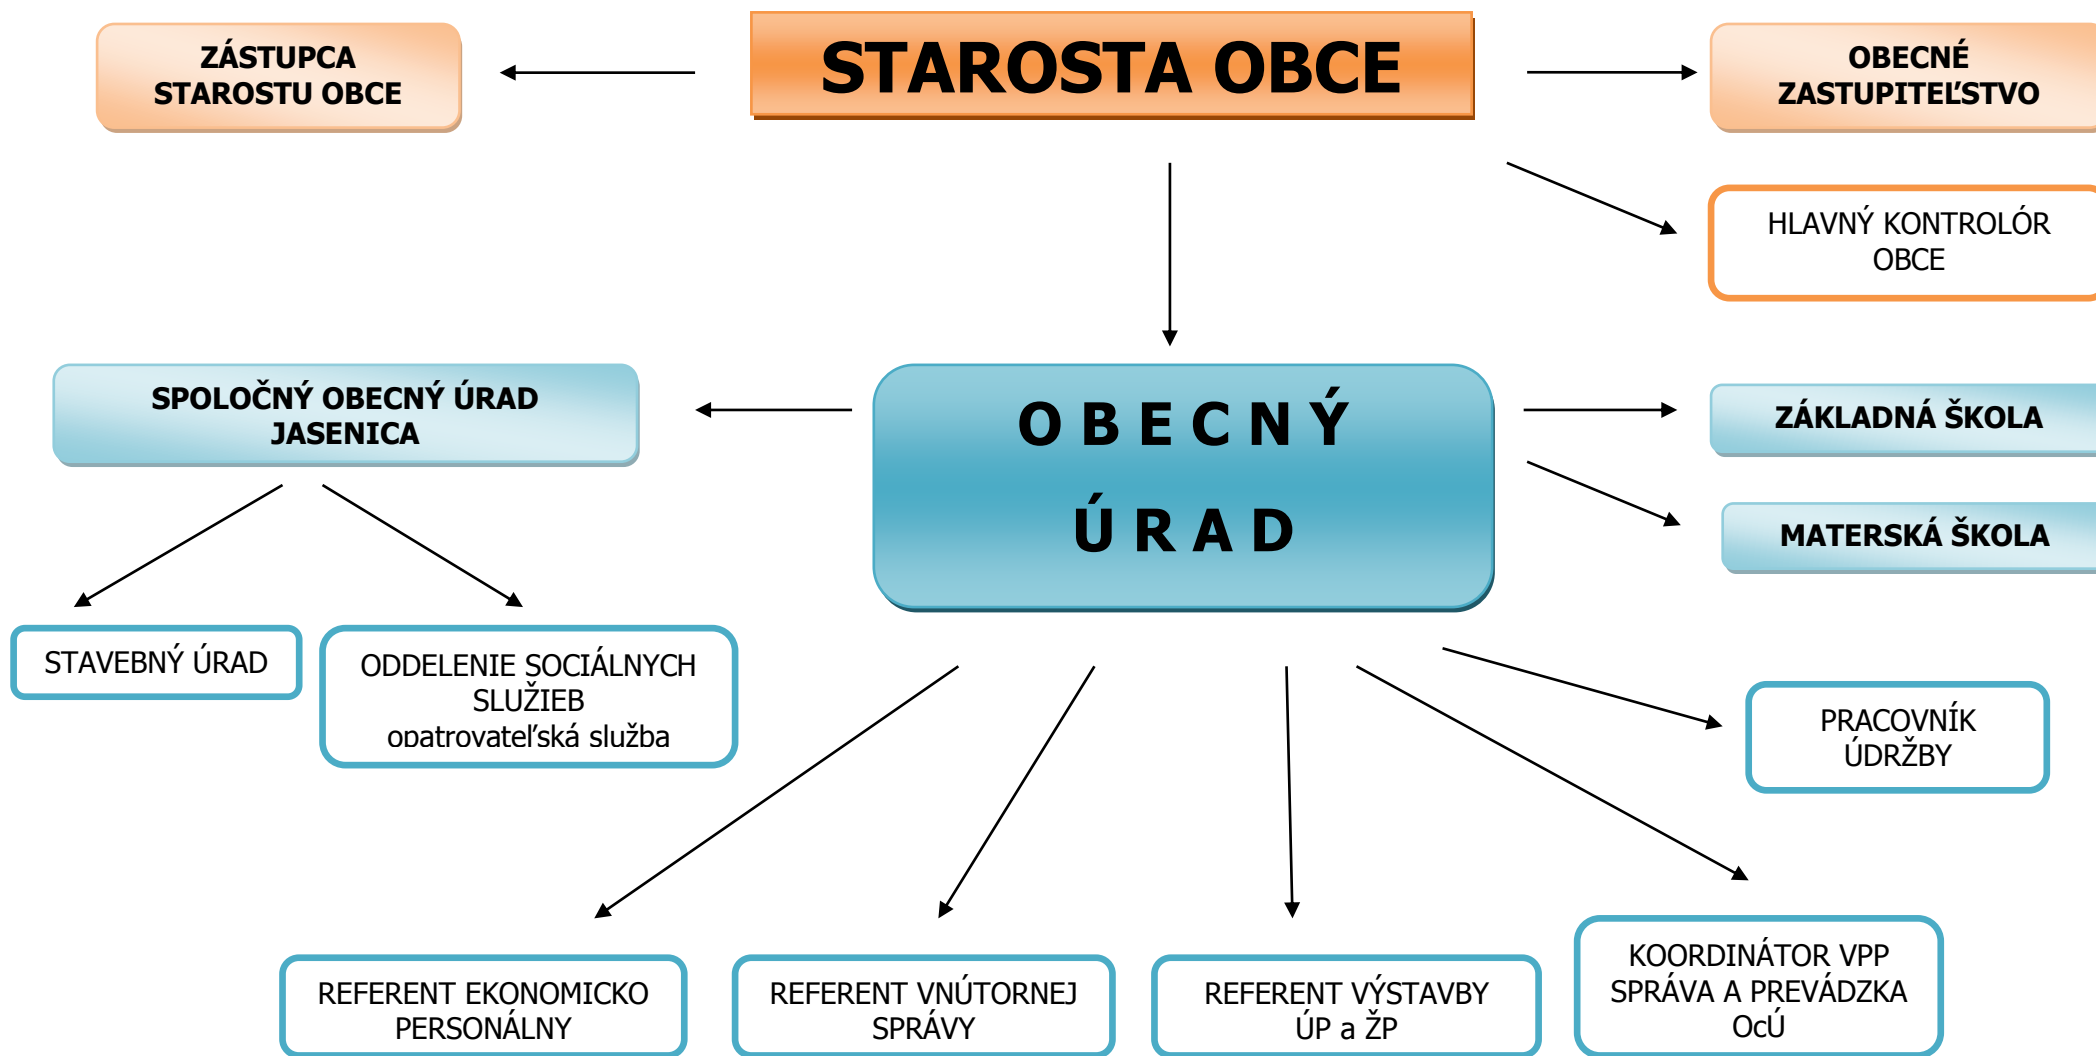 ZÁSTUPCA
STAROSTU OBCE
STAROSTA OBCE
OBECNÉ
ZASTUPITEĽSTVO
HLAVNÝ KONTROLÓR
OBCE
SPOLOČNÝ OBECNÝ ÚRAD
JASENICA
O B E C N Ý
Ú R A D
ZÁKLADNÁ ŠKOLA
MATERSKÁ ŠKOLA
STAVEBNÝ ÚRAD
ODDELENIE SOCIÁLNYCH
SLUŽIEB
opatrovateľská služba
PRACOVNÍK
ÚDRŽBY
REFERENT EKONOMICKO
PERSONÁLNY
REFERENT VNÚTORNEJ
SPRÁVY
REFERENT VÝSTAVBY
ÚP a ŽP
KOORDINÁTOR VPP
SPRÁVA A PREVÁDZKA
OcÚ